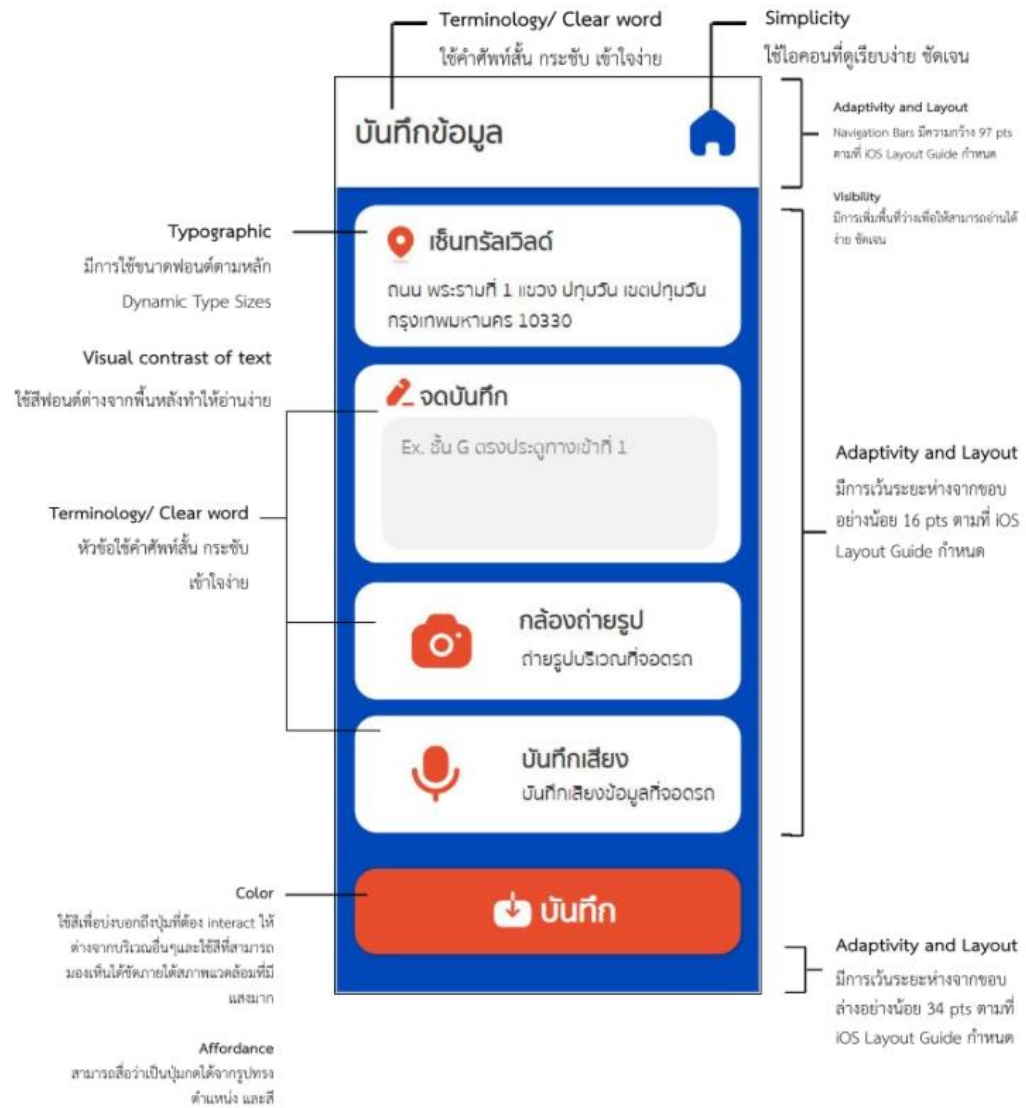 Terminology/ Clear word
ใช้คำศัพท์สั้น กระชับ เข้าใจง่าย
Simplicity
ใช้ไอคอนที่ดูเรียบง่าย ชัดเจน
Adaptivity and Layout
Navigation Bars มีความกว้าง 97 pts
ตามที่ iOS Layout Guide กำหนด
Visibility
มีการเพิ่มพื้นที่ว่างเพื่อให้สามารถอ่านได้
ง่าย ชัดเจน
บันทึกข้อมูล
Typographic
มีการใช้ขนาดฟอนต์ตามหลัก
Dynamic Type Sizes
เซ็นทรัลเวิลด์
ถนน พระรามที่ 1 แขวง ปทุมวัน เขตปทุมวัน
กรุงเทพมหานคร 10330
Visual contrast of text
ใช้สีฟอนต์ต่างจากพื้นหลังทำให้อ่านง่าย
จดบันทึก
Ex. ชั้น G ตรงประตูทางเข้าที่ 1
Terminology/ Clear word
หัวข้อใช้คำศัพท์สั้น กระชับ
เข้าใจง่าย
Adaptivity and Layout
มีการเว้นระยะห่างจากขอบ
อย่างน้อย 16 pts ตามที่ iOS
Layout Guide กำหนด
กล้องถ่ายรูป
ถ่ายรูปบริเวณที่จอดรถ
บันทึกเสียง
บันทึกเสียงข้อมูลที่จอดรถ
บันทึก
Color
ใช้สีเพื่อบ่งบอกถึงปุ่มที่ต้อง interact ให้
ต่างจากบริเวณอื่นๆและใช้สีที่สามารถ
มองเห็นได้ชัดภายใต้สภาพแวดล้อมที่มี
แสงมาก
Adaptivity and Layout
มีการเว้นระยะห่างจากขอบ
ล่างอย่างน้อย 34 pts ตามที่
iOS Layout Guide กำหนด
Affordance
สามารถสื่อว่าเป็นปุ่มกดได้จากรูปทรง
ตำแหน่ง และสี